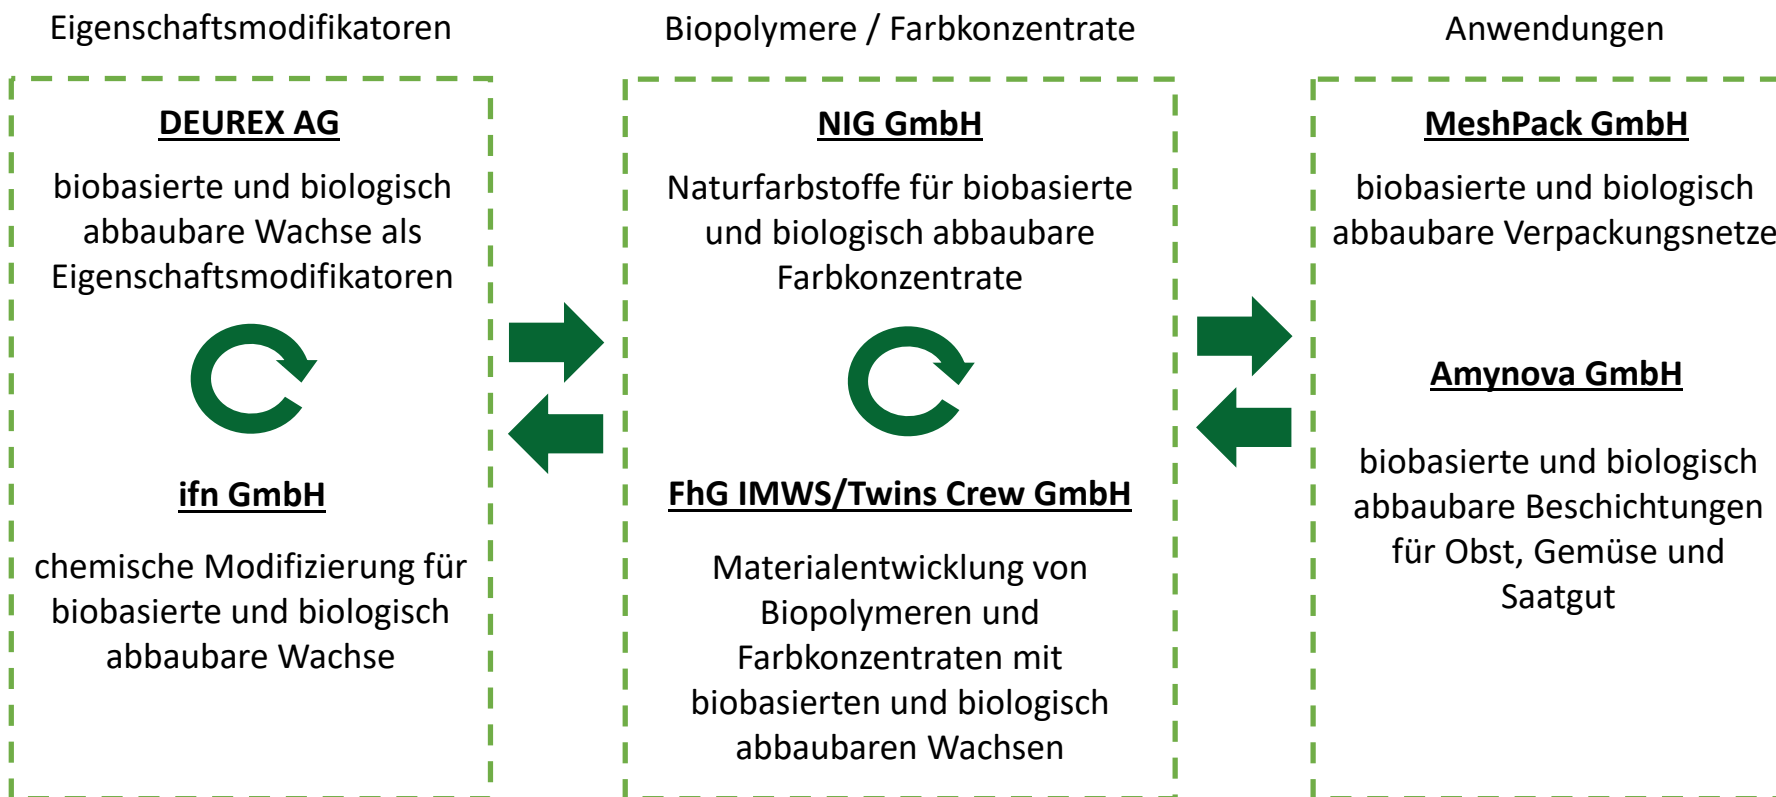 Eigenschaftsmodifikatoren
DEUREX AG
biobasierte und biologisch
abbaubare Wachse als
Eigenschaftsmodifikatoren
ifn GmbH
chemische Modifizierung für
biobasierte und biologisch
abbaubare Wachse
Biopolymere / Farbkonzentrate
NIG GmbH
Naturfarbstoffe für biobasierte
und biologisch abbaubare
Farbkonzentrate
FhG IMWS/Twins Crew GmbH
Materialentwicklung von
Biopolymeren und
Farbkonzentraten mit
biobasierten und biologisch
abbaubaren Wachsen
Anwendungen
MeshPack GmbH
biobasierte und biologisch
abbaubare Verpackungsnetze
Amynova GmbH
biobasierte und biologisch
abbaubare Beschichtungen
für Obst, Gemüse und
Saatgut